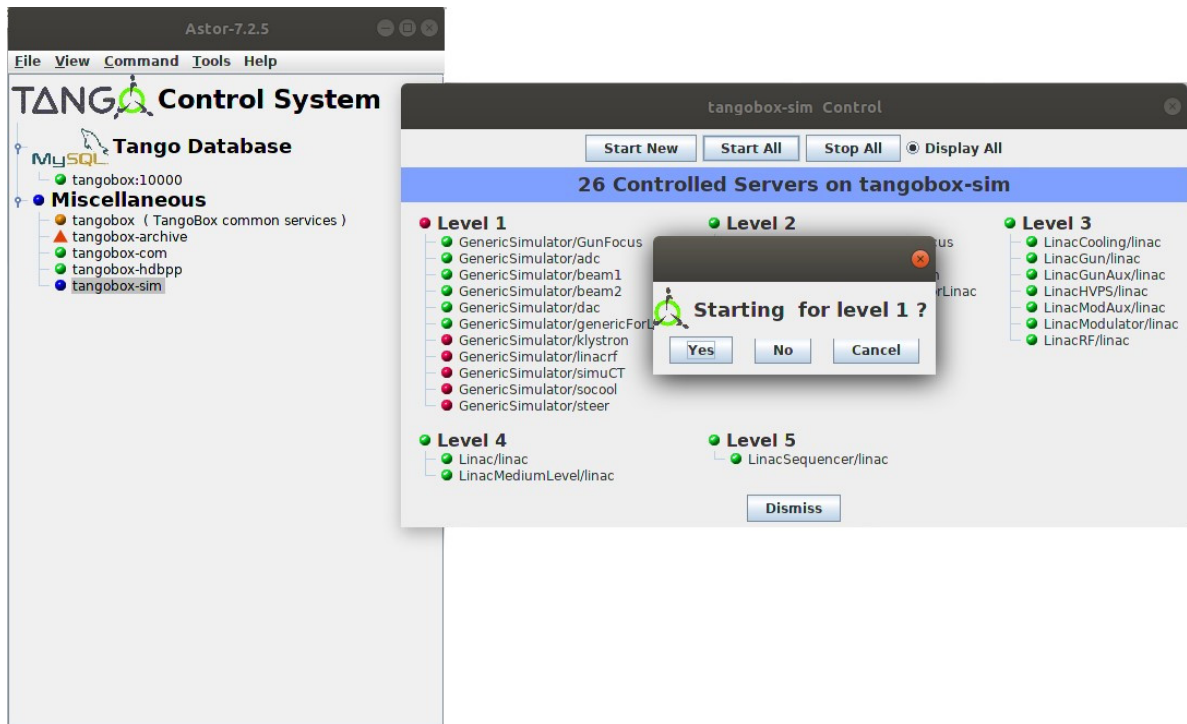 Astor-7.2.5
File View Command Tools Help
TANGO Control System
MySQL Tango Database
tangobox:10000
Miscellaneous
tangobox ( TangoBox common services )
tangobox-archive
tangobox-com
tangobox-hdbpp
tangobox-sim
tangobox-sim Control
Start New Start All Stop All Display All
26 Controlled Servers on tangobox-sim
Level 1
GenericSimulator/GunFocus
GenericSimulator/adc
GenericSimulator/beam1
GenericSimulator/beam2
GenericSimulator/dac
GenericSimulator/genericForL
GenericSimulator/klystron
GenericSimulator/linacrf
GenericSimulator/simuCT
GenericSimulator/socool
GenericSimulator/steer
Level 2
Level 3
LinacCooling/linac
LinacGun/linac
LinacGunAux/linac
LinacHVPS/linac
LinacModAux/linac
LinacModulator/linac
LinacRF/linac
Starting for level 1 ?
Yes No Cancel
Level 4
Linac/linac
LinacMediumLevel/linac
Level 5
LinacSequencer/linac
Dismiss